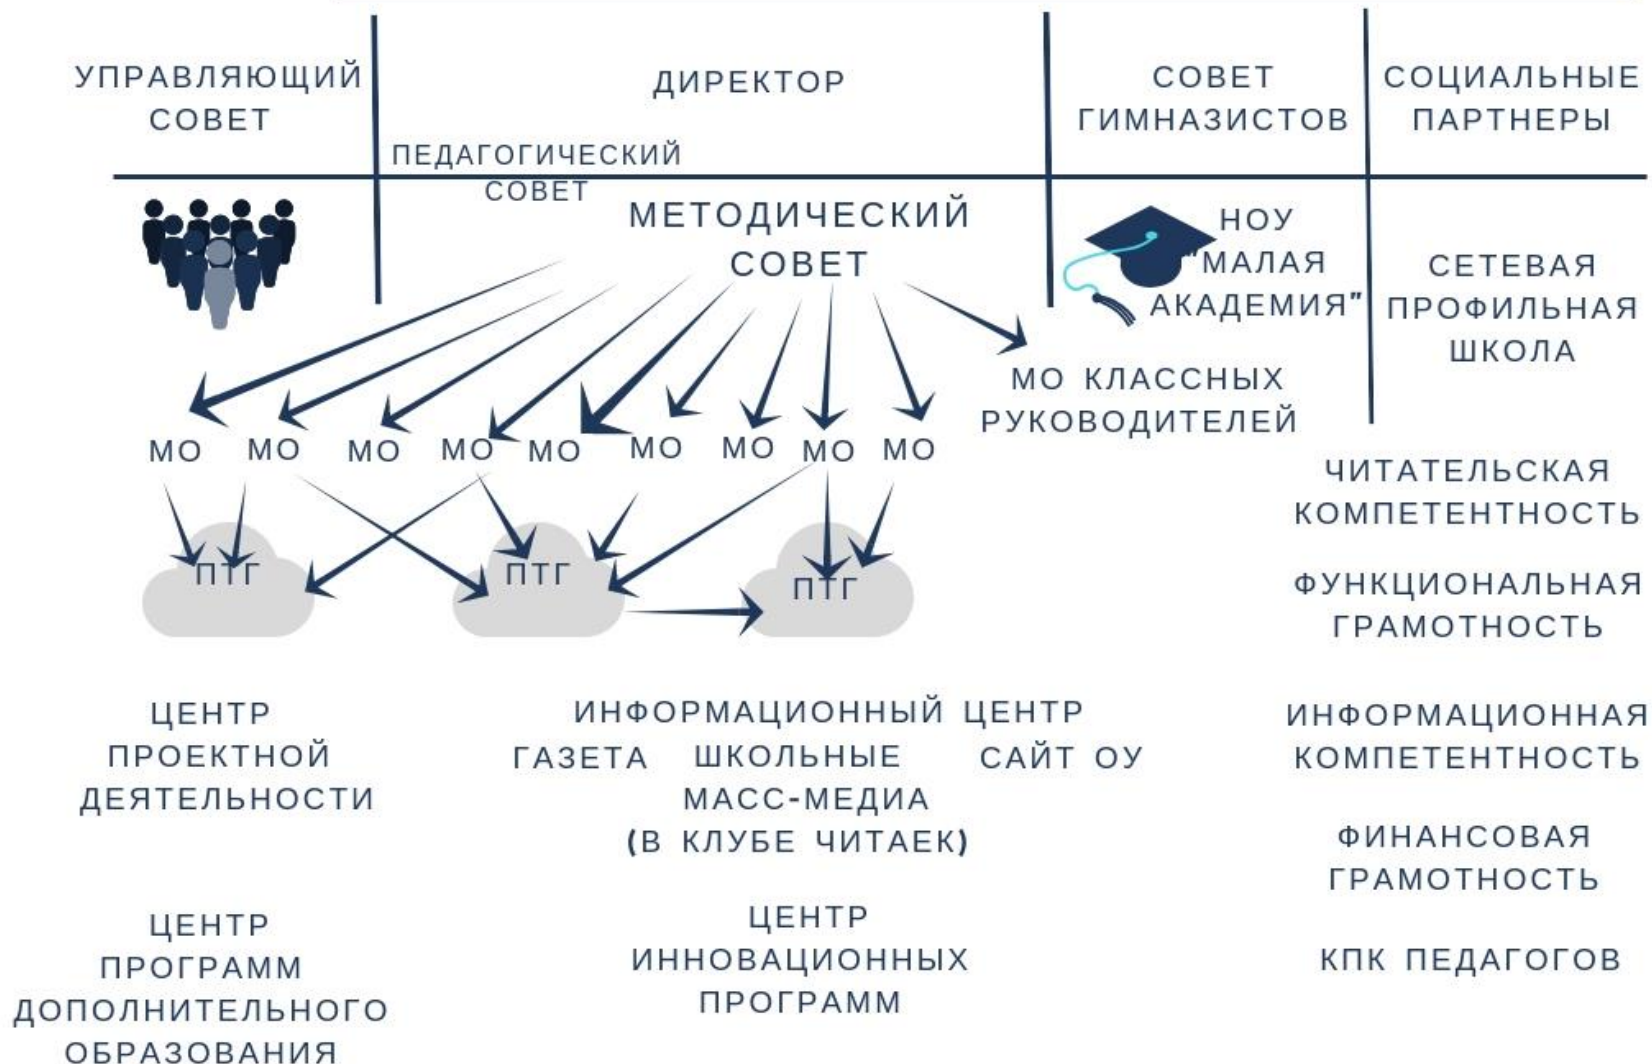 УПРАВЛЯЮЩИЙ
СОВЕТ
ДИРЕКТОР
СОВЕТ
ГИМНАЗИСТОВ
СОЦИАЛЬНЫЕ
ПАРТНЕРЫ
ПЕДАГОГИЧЕСКИЙ
СОВЕТ
МЕТОДИЧЕСКИЙ
СОВЕТ
НОУ
"МАЛАЯ
АКАДЕМИЯ"
СЕТЕВАЯ
ПРОФИЛЬНАЯ
ШКОЛА
МО КЛАССНЫХ
РУКОВОДИТЕЛЕЙ
МО МО МО МО МО МО МО МО МО
ПТГ ПТГ ПТГ
ЧИТАТЕЛЬСКАЯ
КОМПЕТЕНТНОСТЬ
ФУНКЦИОНАЛЬНАЯ
ГРАМОТНОСТЬ
ЦЕНТР
ПРОЕКТНОЙ
ДЕЯТЕЛЬНОСТИ
ИНФОРМАЦИОННЫЙ ЦЕНТР
ГАЗЕТА ШКОЛЬНЫЕ САЙТ ОУ
МАСС-МЕДИА
(В КЛУБЕ ЧИТАЕК)
ИНФОРМАЦИОННАЯ
КОМПЕТЕНТНОСТЬ
ФИНАНСОВАЯ
ГРАМОТНОСТЬ
ЦЕНТР
ПРОГРАММ
ДОПОЛНИТЕЛЬНОГО
ОБРАЗОВАНИЯ
ЦЕНТР
ИННОВАЦИОННЫХ
ПРОГРАММ
КПК ПЕДАГОГОВ